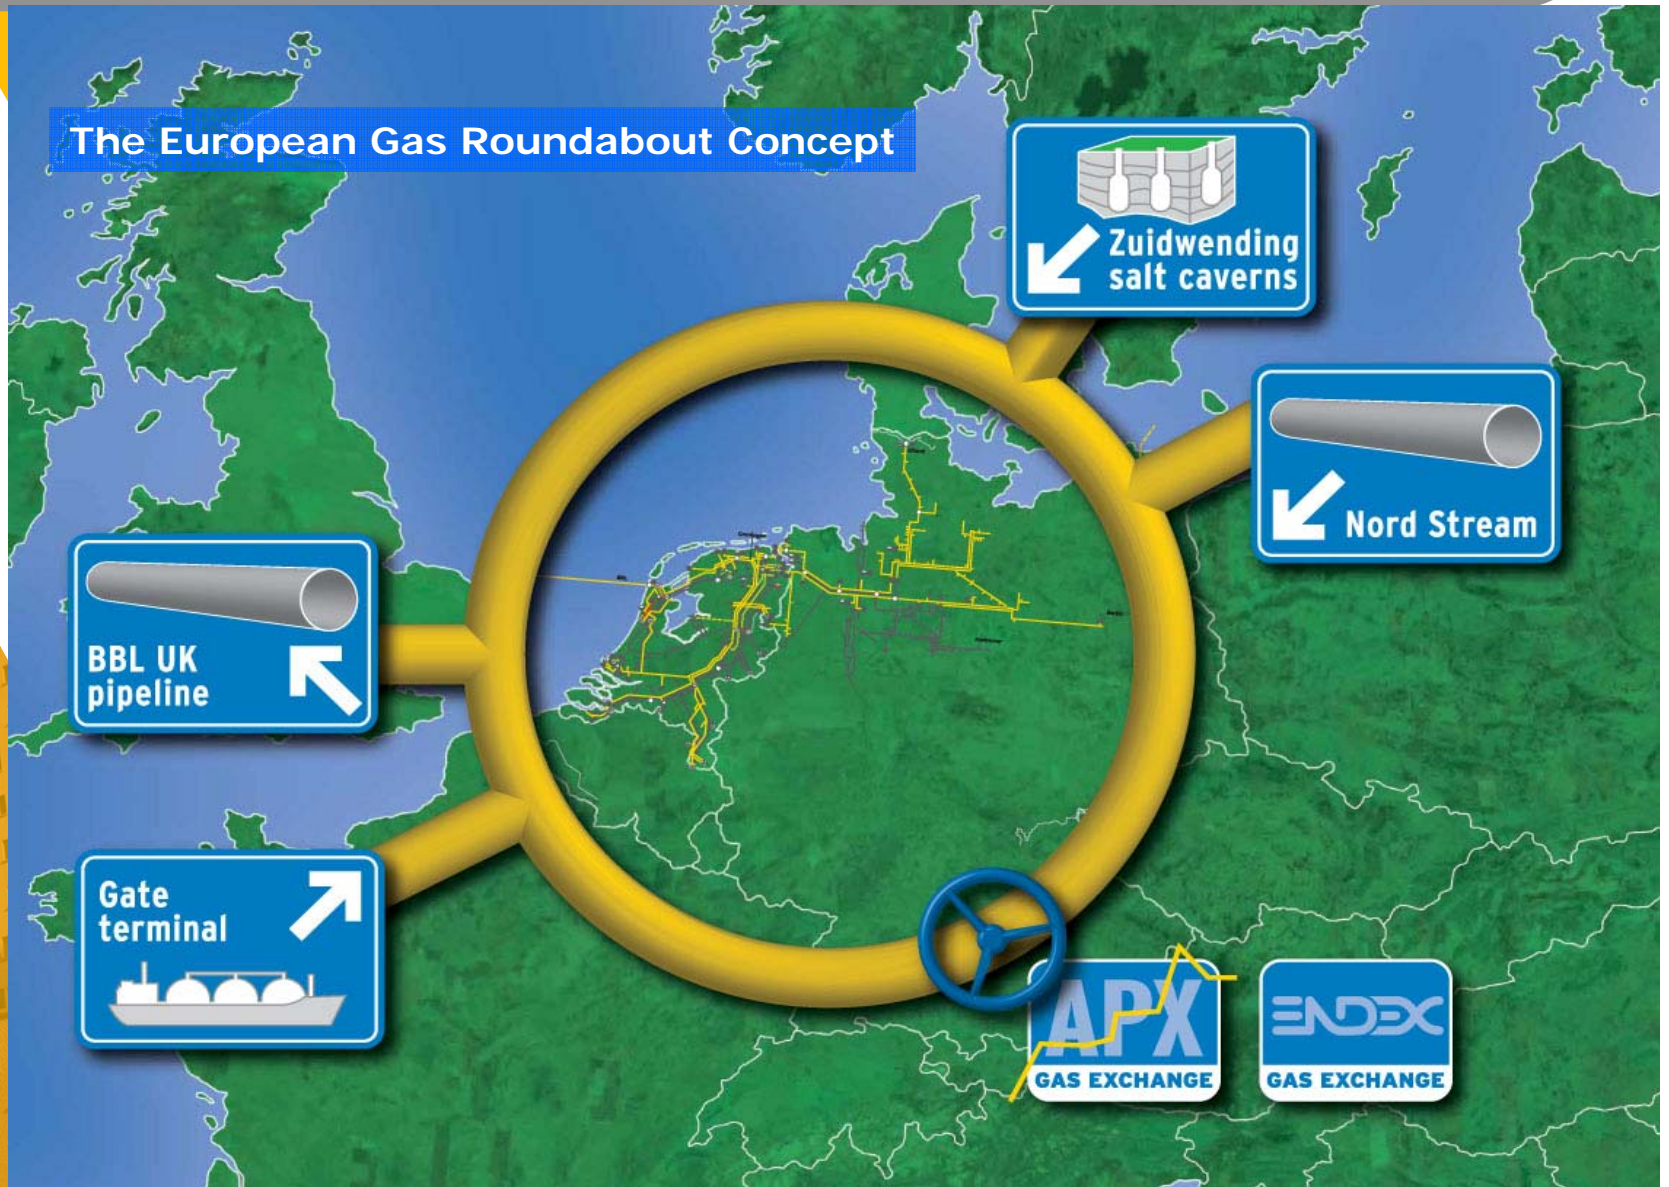 The European Gas Roundabout Concept
Zuidwending
salt caverns
Nord Stream
BBL UK
pipeline
Gate
terminal
BBL
APX
GAS EXCHANGE
ENDEX
GAS EXCHANGE